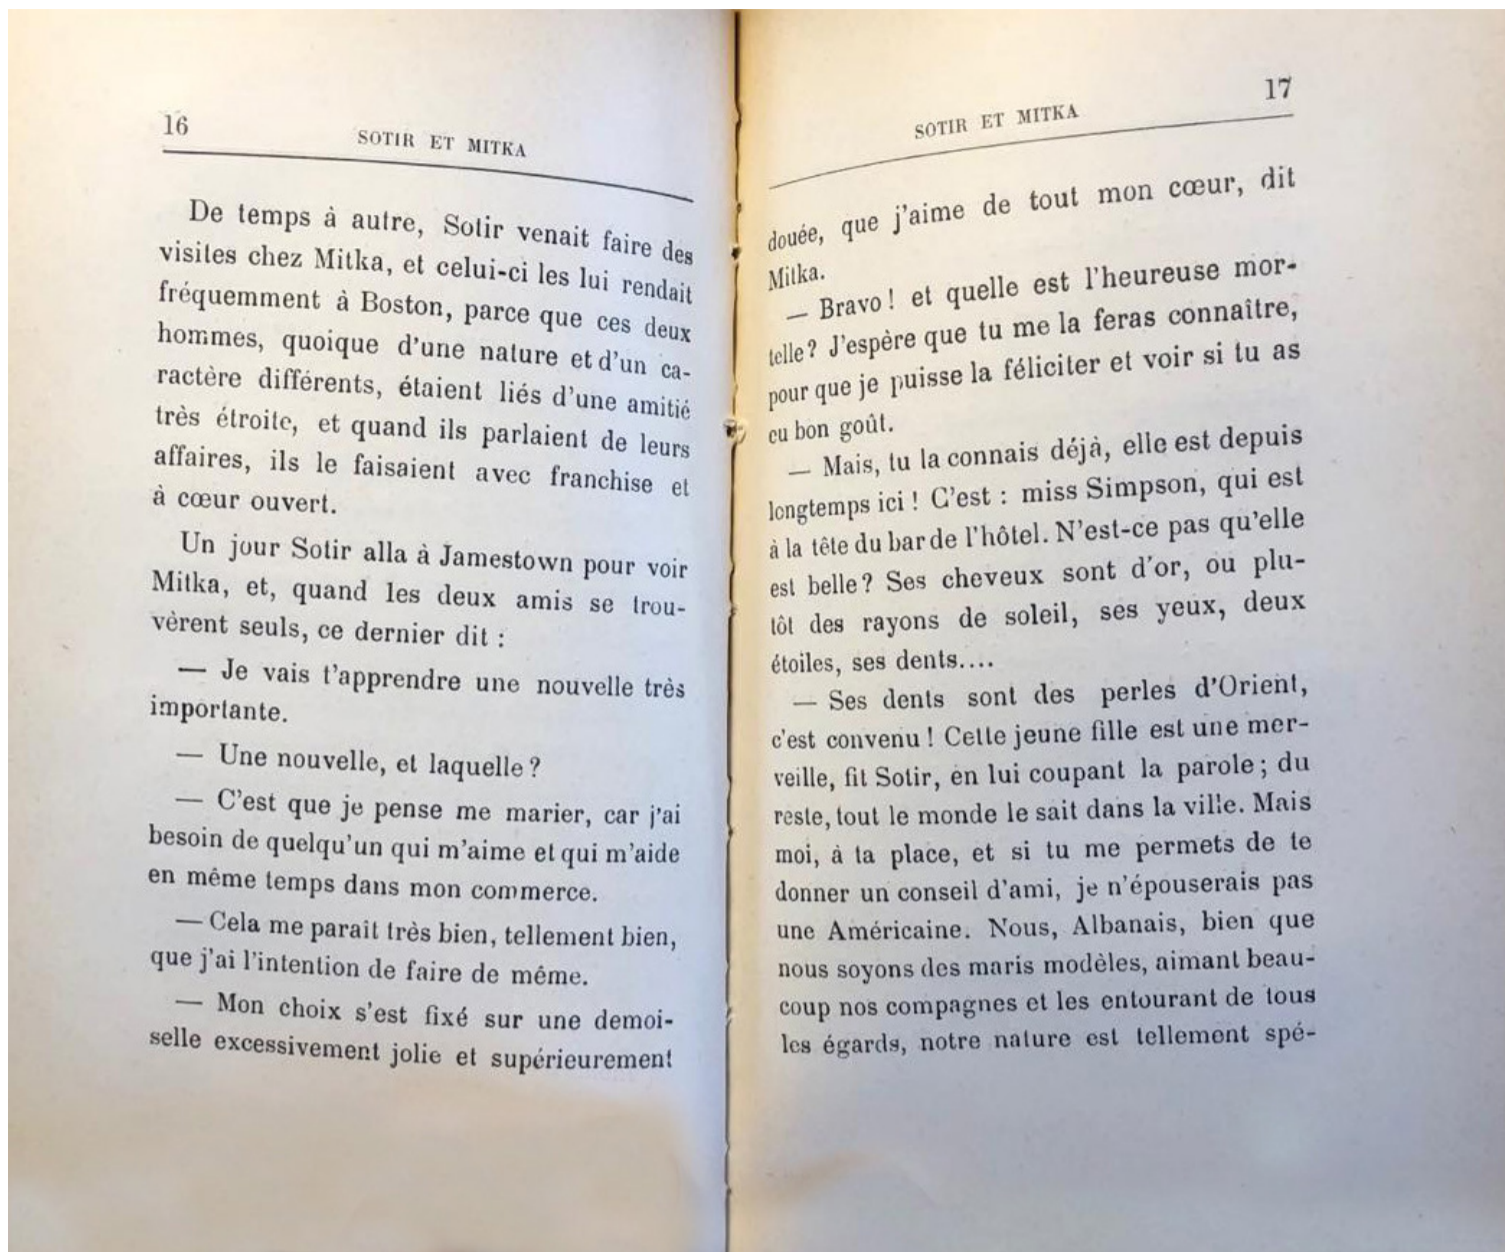 16
SOTIR ET MITKA
De temps à autre, Sotir venait faire des
visites chez Mitka, et celui-ci les lui rendait
fréquemment à Boston, parce que ces deux
hommes, quoique d'une nature et d'un ca-
ractère différents, étaient liés d'une amitié
très étroite, et quand ils parlaient de leurs
affaires, ils le faisaient avec franchise et
à cœur ouvert.
Un jour Sotir alla à Jamestown pour voir
Mitka, et, quand les deux amis se trou-
vèrent seuls, ce dernier dit :
— Je vais t'apprendre une nouvelle très
importante.
— Une nouvelle, et laquelle ?
— C'est que je pense me marier, car j'ai
besoin de quelqu'un qui m'aime et qui m'aide
en même temps dans mon commerce.
— Cela me paraît très bien, tellement bien,
que j'ai l'intention de faire de même.
— Mon choix s'est fixé sur une demoi-
selle excessivement jolie et supérieurement
17
SOTIR ET MITKA
douée, que j'aime de tout mon cœur, dit
Mitka.
— Bravo ! et quelle est l'heureuse mor-
telle ? J'espère que tu me la feras connaître,
pour que je puisse la féliciter et voir si tu as
eu bon goût.
— Mais, tu la connais déjà, elle est depuis
longtemps ici ! C'est : miss Simpson, qui est
à la tête du bar de l'hôtel. N'est-ce pas qu'elle
est belle ? Ses cheveux sont d'or, ou plu-
tôt des rayons de soleil, ses yeux, deux
étoiles, ses dents....
— Ses dents sont des perles d'Orient,
c'est convenu ! Cette jeune fille est une mer-
veille, fit Sotir, en lui coupant la parole ; du
reste, tout le monde le sait dans la ville. Mais
moi, à ta place, et si tu me permets de te
donner un conseil d'ami, je n'épouserais pas
une Américaine. Nous, Albanais, bien que
nous soyons des maris modèles, aimant beau-
coup nos compagnes et les entourant de tous
les égards, notre nature est tellement spé-